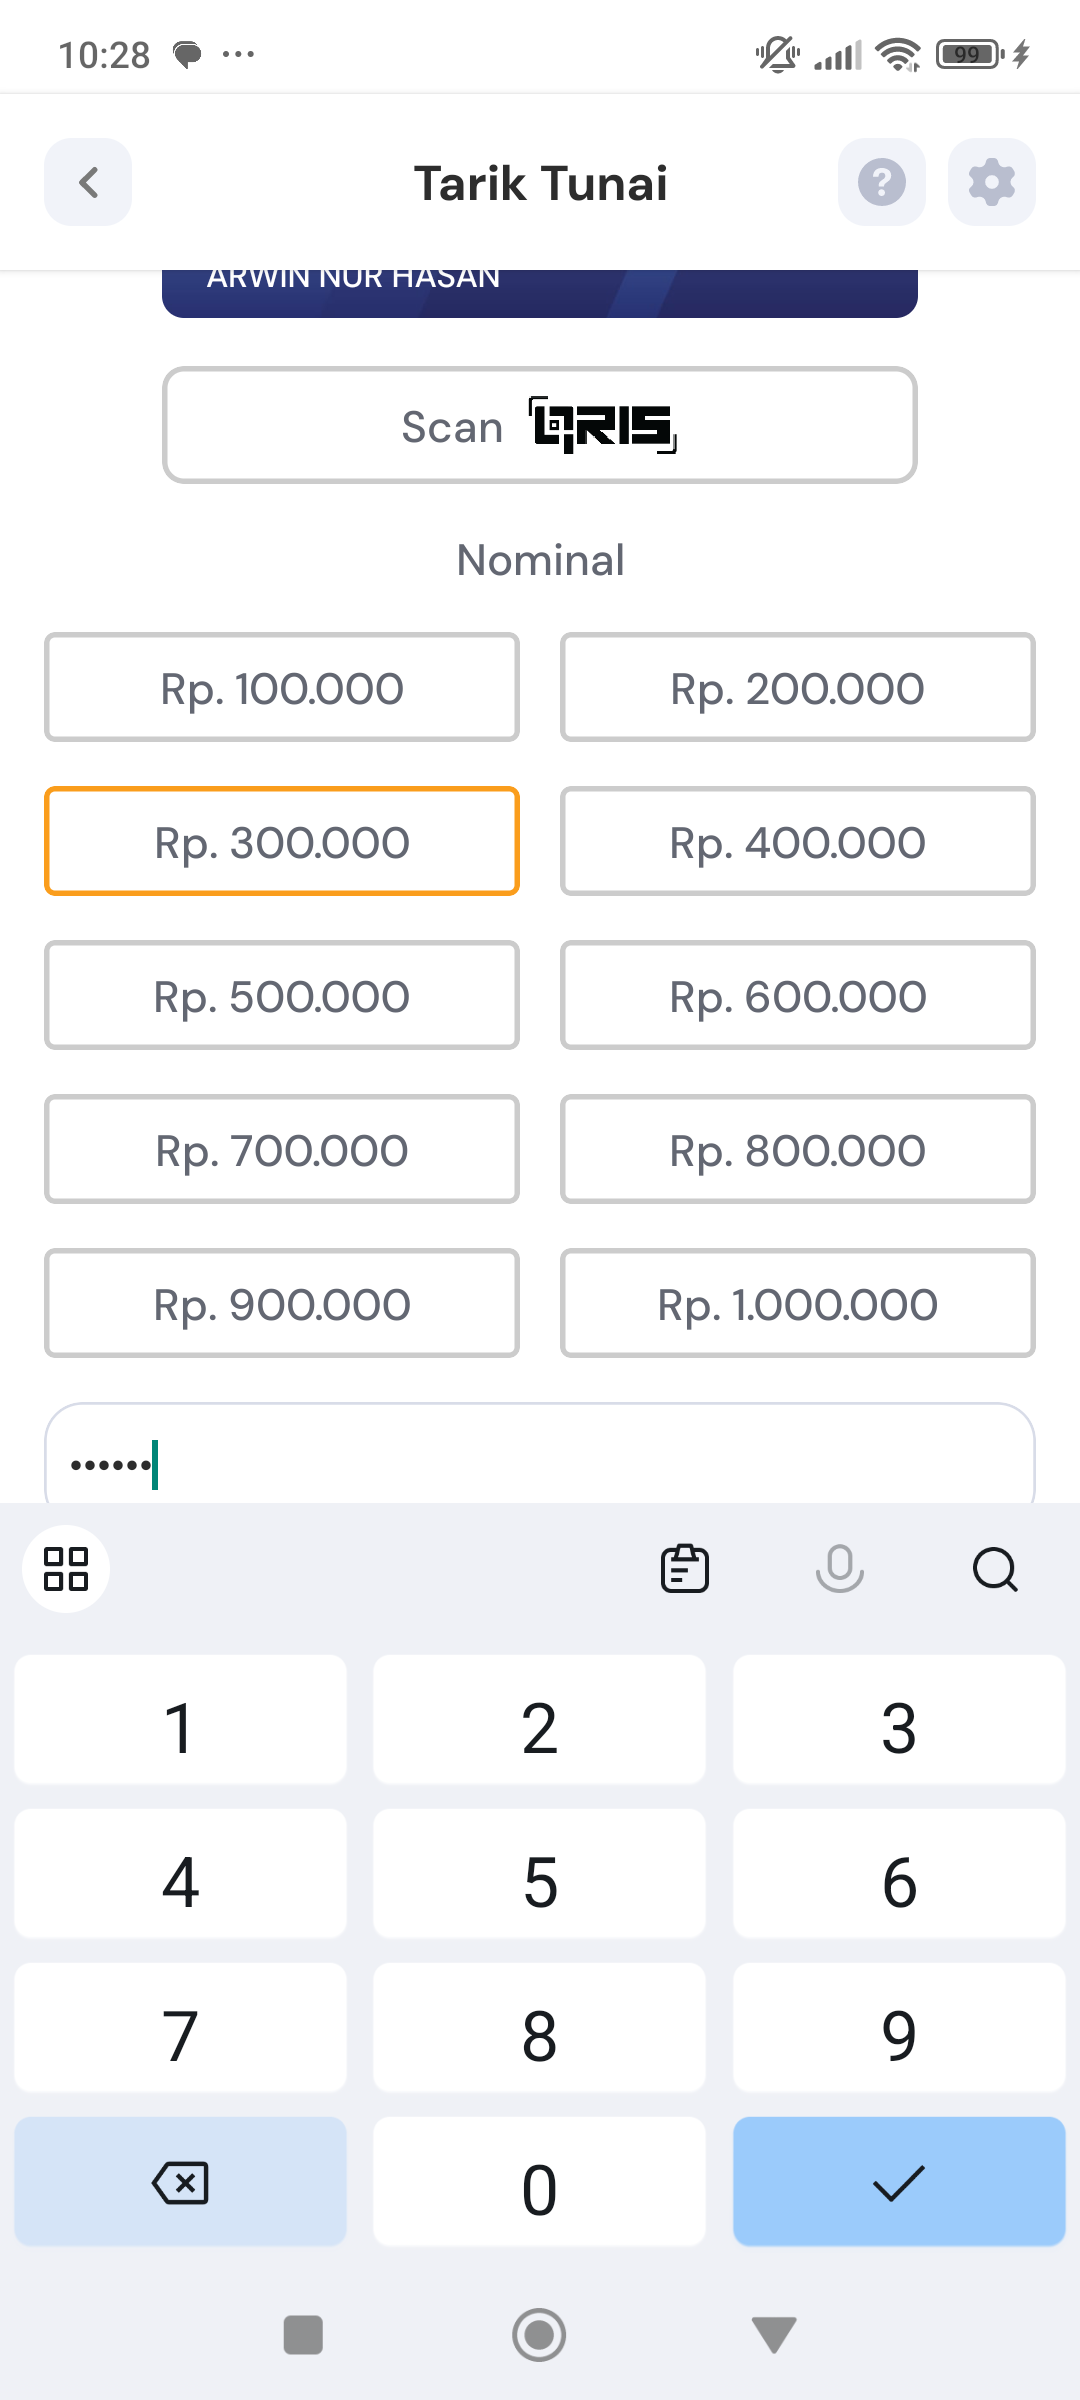 10:28
99
Tarik Tunai
ARWIN NUR HASAN
Scan QRIS
Nominal
Rp. 100.000
Rp. 200.000
Rp. 300.000
Rp. 400.000
Rp. 500.000
Rp. 600.000
Rp. 700.000
Rp. 800.000
Rp. 900.000
Rp. 1.000.000
••••••
1 2 3
4 5 6
7 8 9
0